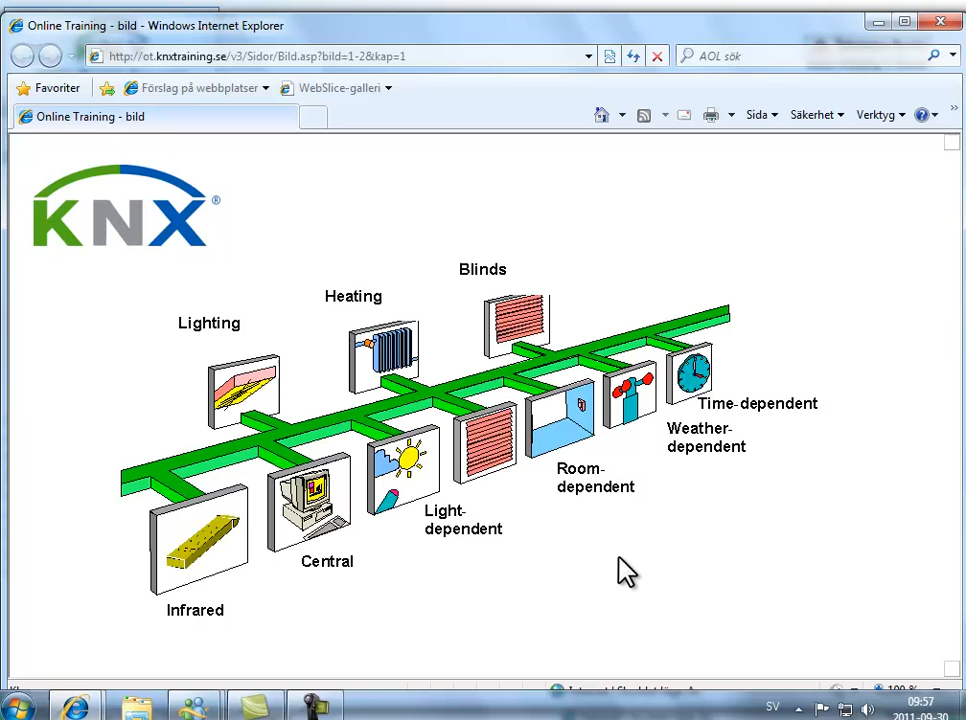 Online Training - bild - Windows Internet Explorer
http://ot.knxtraining.se/v3/Sidor/Bild.asp?bild=1-2&kap=1
AOL sök
Favoriter
Förslag på webbplatser
WebSlice-galleri
Online Training - bild
Sida
Säkerhet
Verktyg
KNX®
Blinds
Heating
Lighting
Time-dependent
Weather-
dependent
Room-
dependent
Light-
dependent
Central
Infrared
SV
09:57
2011-09-30